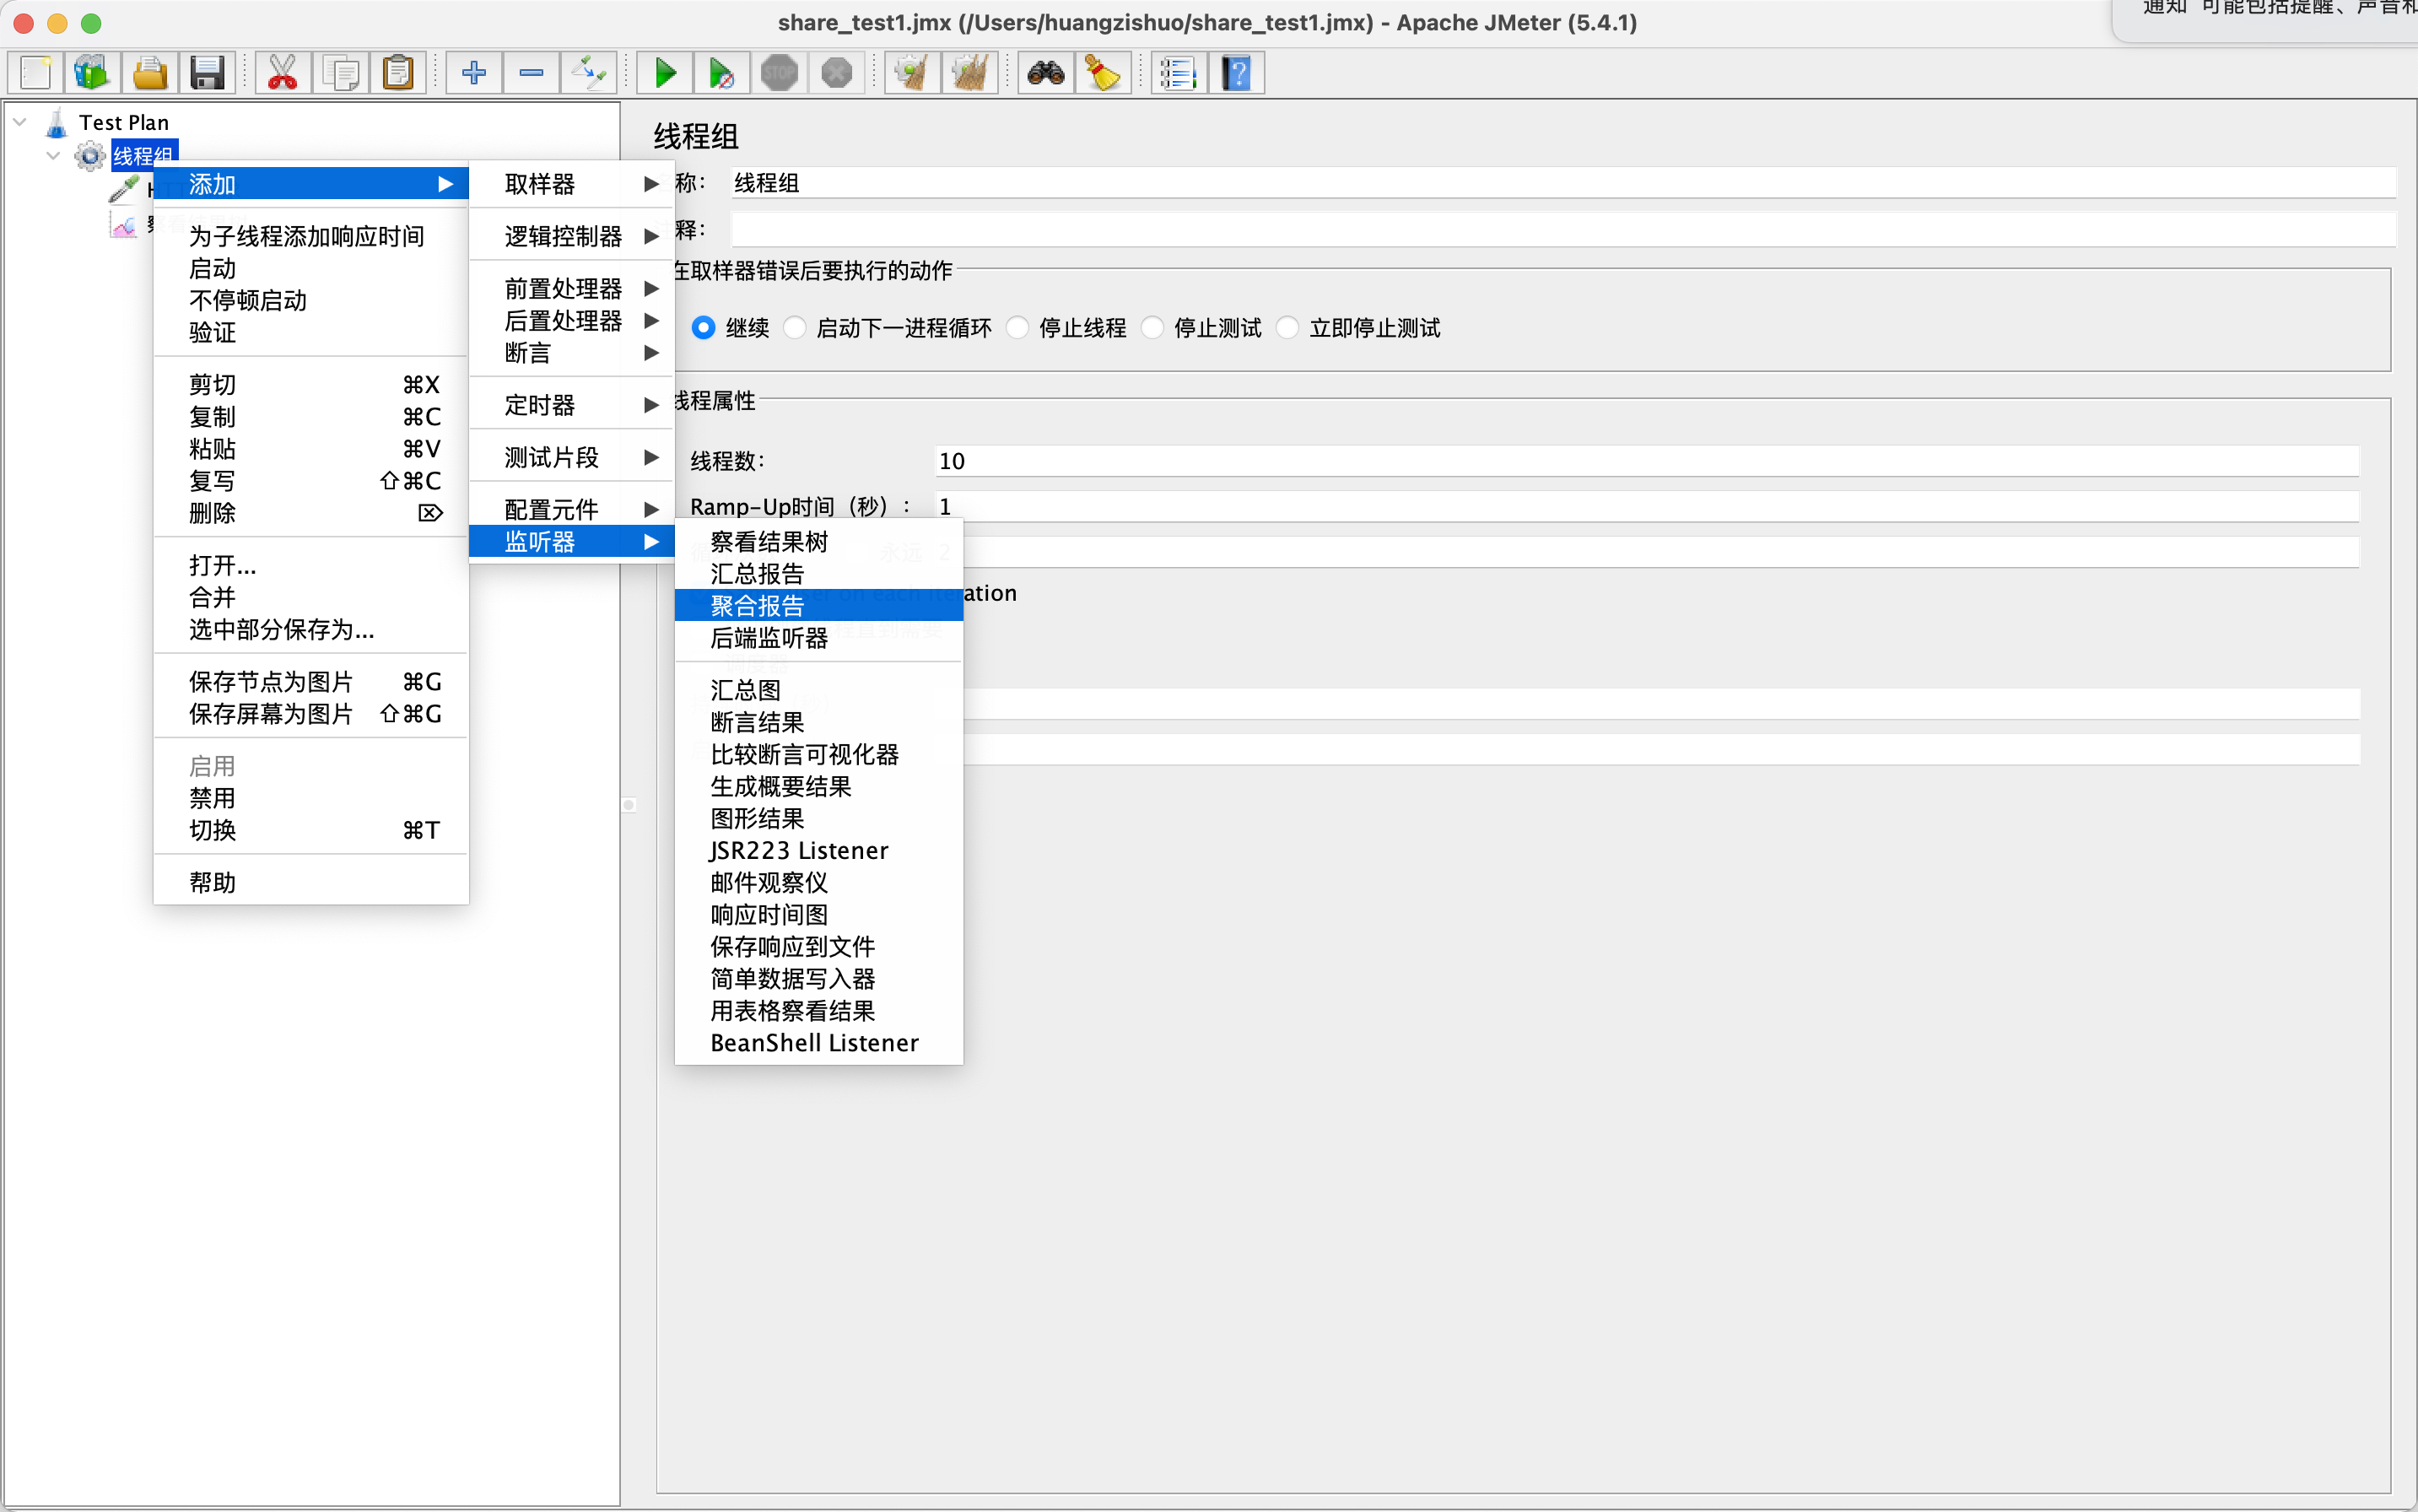 share_test1.jmx (/Users/huangzishuo/share_test1.jmx) - Apache JMeter (5.4.1)
通知 可能包括提醒、声音和
STOP
Test Plan
线程组
添加
为子线程添加响应时间
启动
不停顿启动
验证
剪切 ⌘X
复制 ⌘C
粘贴 ⌘V
复写 ⇧⌘C
删除 ⌦
打开...
合并
选中部分保存为...
保存节点为图片 ⌘G
保存屏幕为图片 ⇧⌘G
启用
禁用
切换 ⌘T
帮助
取样器
逻辑控制器
前置处理器
后置处理器
断言
定时器
测试片段
配置元件
监听器
察看结果树
汇总报告
聚合报告
后端监听器
汇总图
断言结果
比较断言可视化器
生成概要结果
图形结果
JSR223 Listener
邮件观察仪
响应时间图
保存响应到文件
简单数据写入器
用表格察看结果
BeanShell Listener
线程组
称: 线程组
释:
在取样器错误后要执行的动作
继续 启动下一进程循环 停止线程 停止测试 立即停止测试
线程属性
线程数: 10
Ramp-Up时间（秒）: 1
永远 2
on each iteration